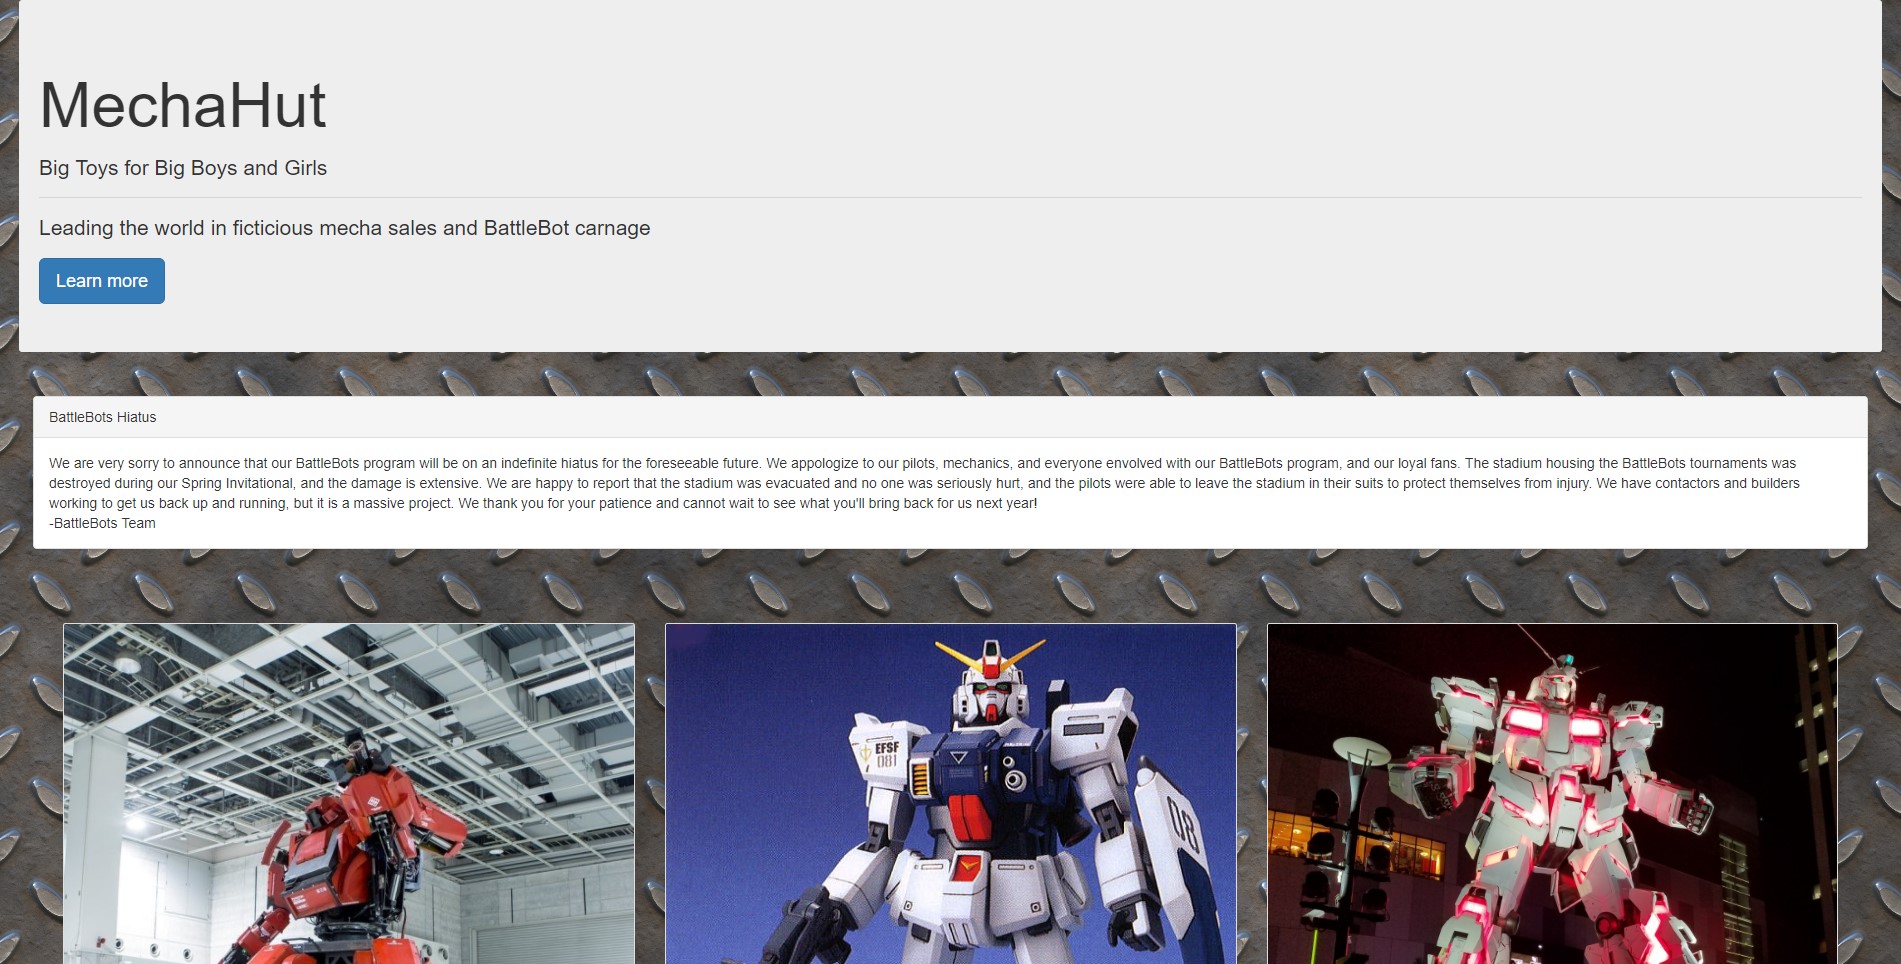 MechaHut
Big Toys for Big Boys and Girls
Leading the world in ficticious mecha sales and BattleBot carnage
Learn more
BattleBots Hiatus
We are very sorry to announce that our BattleBots program will be on an indefinite hiatus for the foreseeable future. We appologize to our pilots, mechanics, and everyone envolved with our BattleBots program, and our loyal fans. The stadium housing the BattleBots tournaments was
destroyed during our Spring Invitational, and the damage is extensive. We are happy to report that the stadium was evacuated and no one was seriously hurt, and the pilots were able to leave the stadium in their suits to protect themselves from injury. We have contactors and builders
working to get us back up and running, but it is a massive project. We thank you for your patience and cannot wait to see what you'll bring back for us next year!
-BattleBots Team
EFSF
081
08